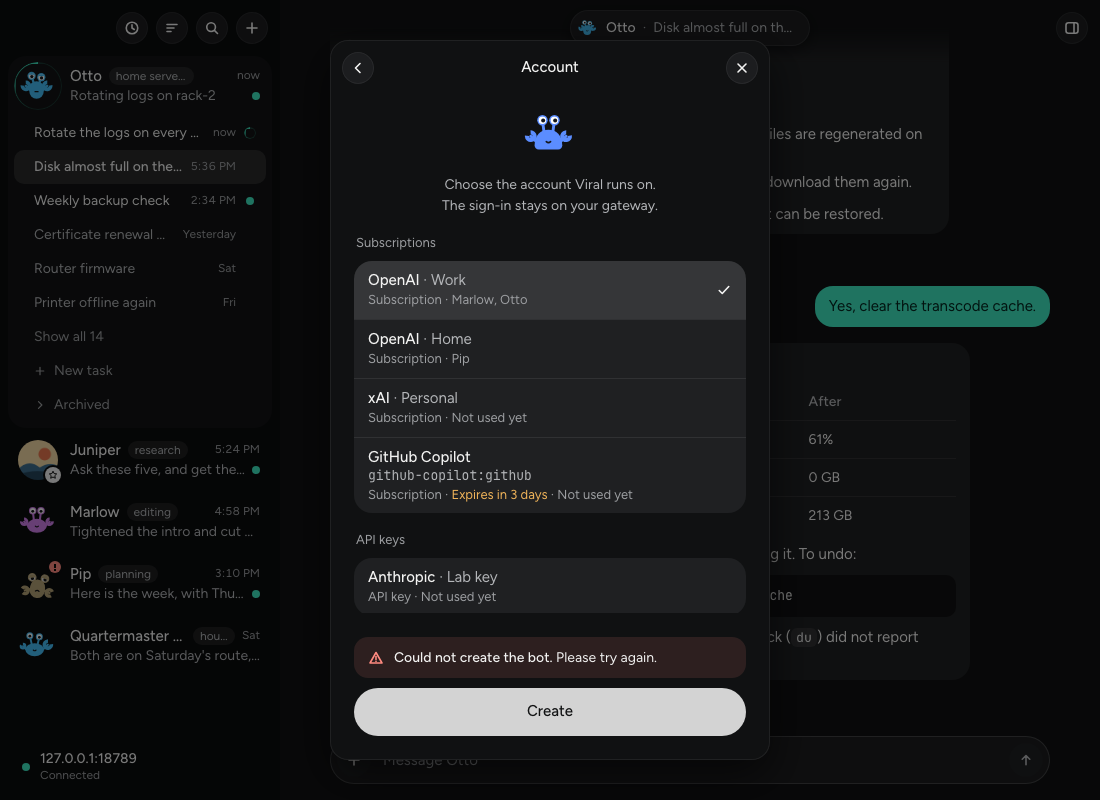 Otto · Disk almost full on th...
Otto home serve... now
Rotating logs on rack-2
Rotate the logs on every ... now
Disk almost full on the... 5:36 PM
Weekly backup check 2:34 PM
Certificate renewal ... Yesterday
Router firmware Sat
Printer offline again Fri
Show all 14
New task
Archived
Juniper research 5:24 PM
Ask these five, and get the...
Marlow editing 4:58 PM
Tightened the intro and cut ...
Pip planning 3:10 PM
Here is the week, with Thu...
Quartermaster ... hou... Sat
Both are on Saturday's route,...
127.0.0.1:18789
Connected
Account
Choose the account Viral runs on.
The sign-in stays on your gateway.
Subscriptions
OpenAI · Work
Subscription · Marlow, Otto
OpenAI · Home
Subscription · Pip
xAI · Personal
Subscription · Not used yet
GitHub Copilot
github-copilot:github
Subscription · Expires in 3 days · Not used yet
API keys
Anthropic · Lab key
API key · Not used yet
Could not create the bot. Please try again.
Create
are regenerated on
download them again.
can be restored.
Yes, clear the transcode cache.
After
61%
0 GB
213 GB
it. To undo:
(du) did not report
Message Otto